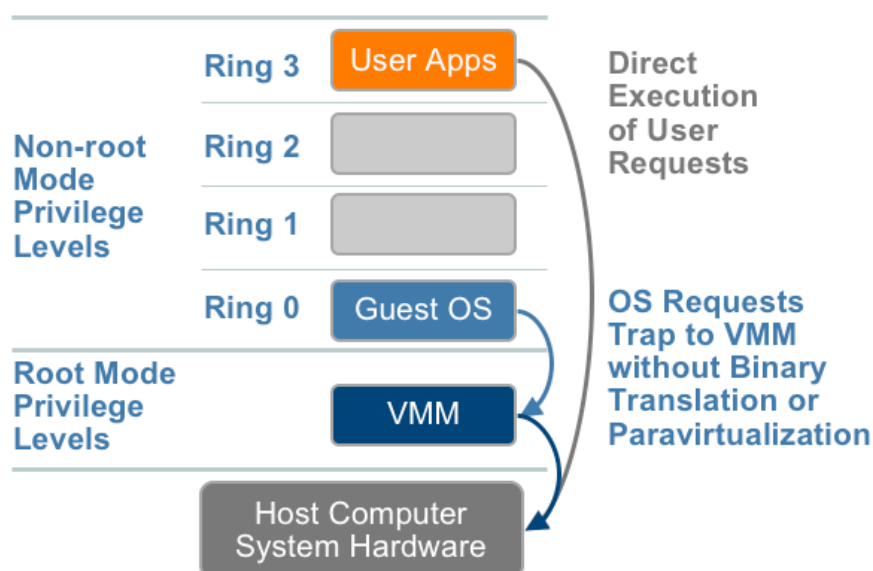 Non-root
Mode
Privilege
Levels
Ring 3
User Apps
Ring 2
Ring 1
Ring 0
Guest OS
Direct
Execution
of User
Requests
Root Mode
Privilege
Levels
VMM
OS Requests
Trap to VMM
without Binary
Translation or
Paravirtualization
Host Computer
System Hardware